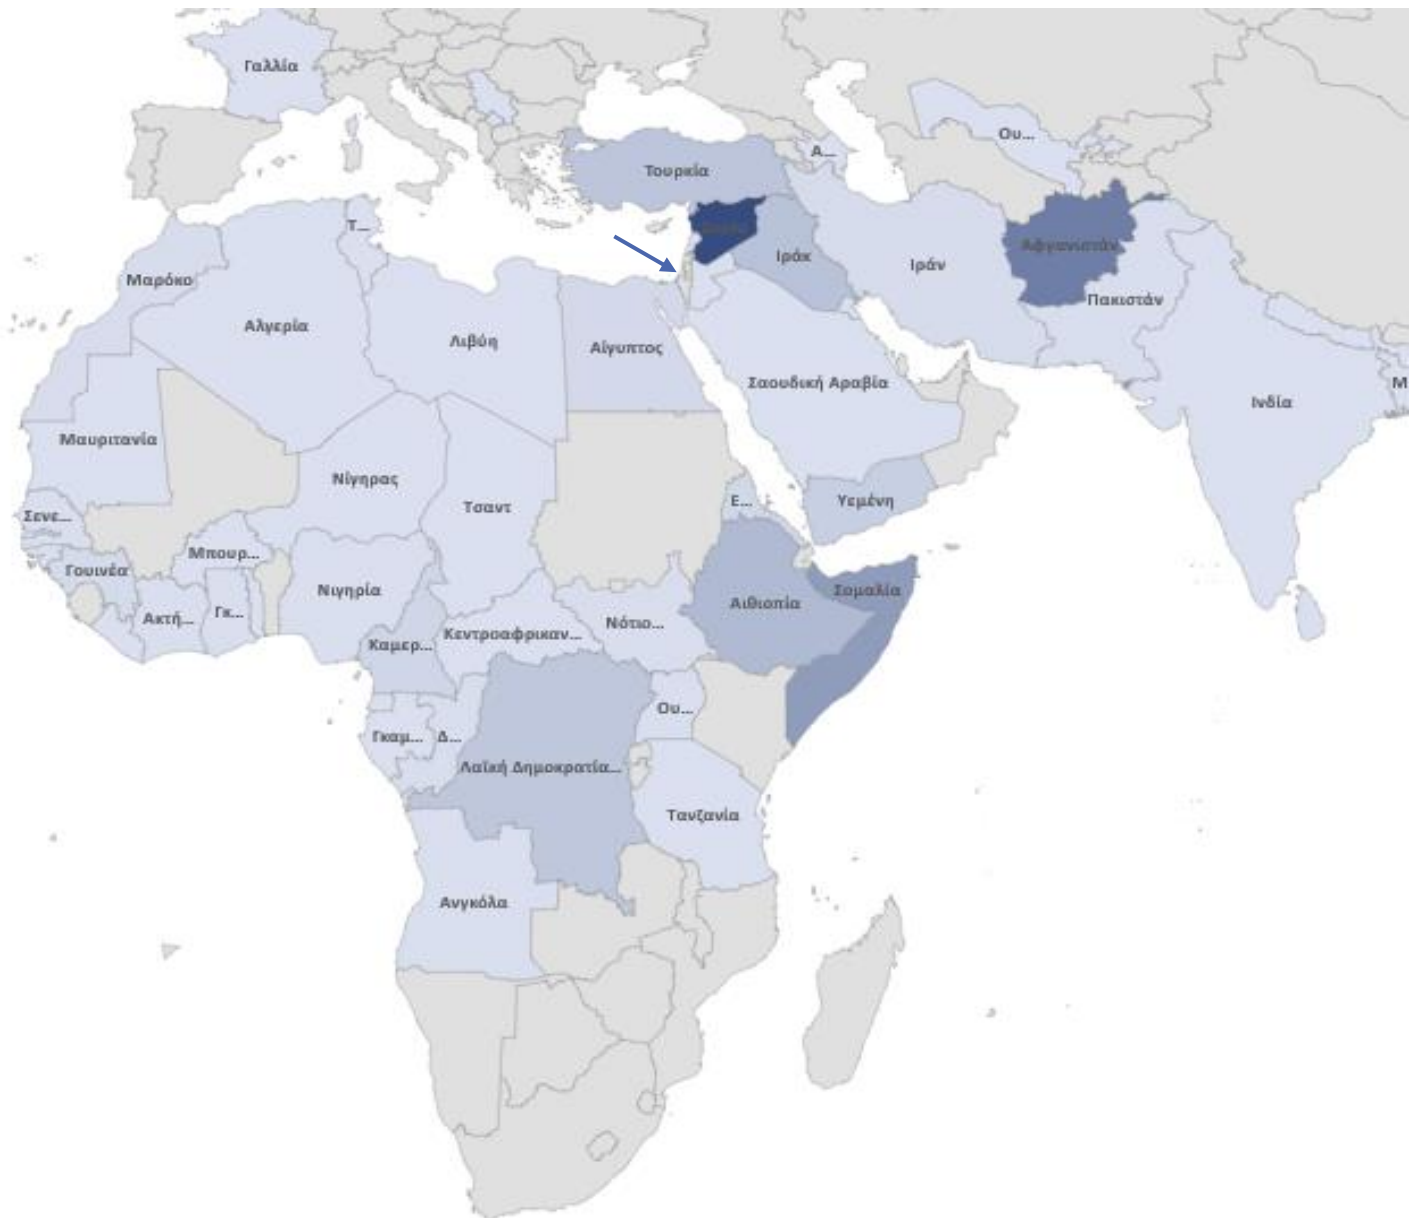 Γαλλία
Ου...
Α...
Τουρκία
Τ...
Συρία
Αφγανιστάν
Ιράκ
Ιράν
Μαρόκο
Πακιστάν
Αλγερία
Λιβύη
Αίγυπτος
Σαουδική Αραβία
Μ
Ινδία
Μαυριτανία
Νίγηρας
Τσαντ
Ε...
Υεμένη
Σενε...
Μπουρ...
Γουινέα
Νιγηρία
Σομαλία
Αιθιοπία
Ακτή...
Γκ...
Νότιο...
Κεντροαφρικαν...
Καμερ...
Ου...
Γκαμ...
Δ...
Λαϊκή Δημοκρατία...
Τανζανία
Ανγκόλα